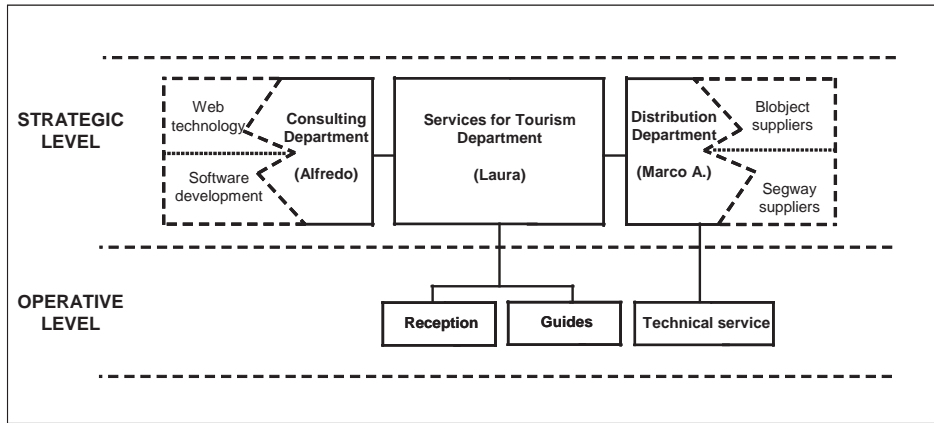 STRATEGIC
LEVEL
Web
technology
Software
development
Consulting
Department
(Alfredo)
Services for Tourism
Department
(Laura)
Distribution
Department
(Marco A.)
Blobject
suppliers
Segway
suppliers
OPERATIVE
LEVEL
Reception
Guides
Technical service